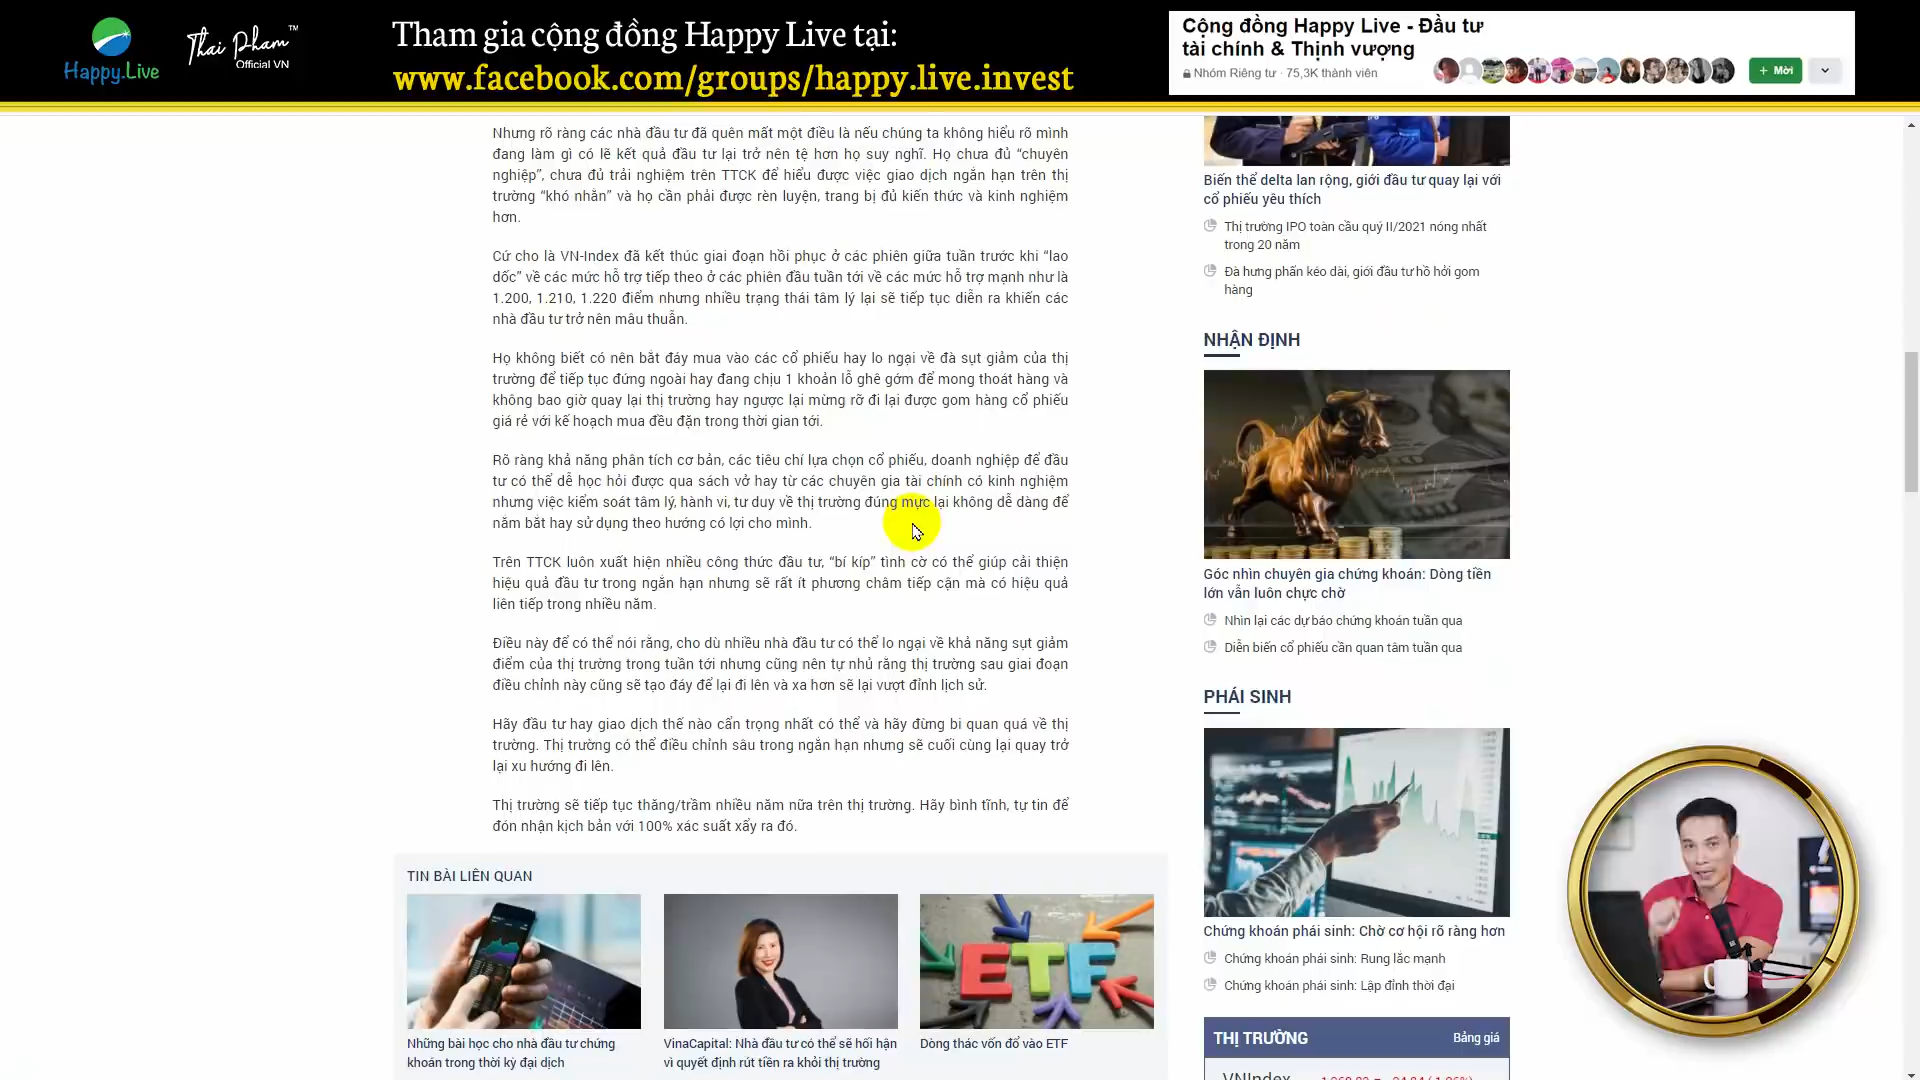 Happy.Live
Thai Pham™
Official VN
Tham gia cộng đồng Happy Live tại:
www.facebook.com/groups/happy.live.invest
Cộng đồng Happy Live - Đầu tư
tài chính & Thịnh vượng
Nhóm Riêng tư · 75,3K thành viên
+ Mời
Nhưng rõ ràng các nhà đầu tư đã quên mất một điều là nếu chúng ta không hiểu rõ mình
đang làm gì có lẽ kết quả đầu tư lại trở nên tệ hơn họ suy nghĩ. Họ chưa đủ “chuyên
nghiệp”, chưa đủ trải nghiệm trên TTCK để hiểu được việc giao dịch ngắn hạn trên thị
trường “khó nhằn” và họ cần phải được rèn luyện, trang bị đủ kiến thức và kinh nghiệm
hơn.
Cứ cho là VN-Index đã kết thúc giai đoạn hồi phục ở các phiên giữa tuần trước khi “lao
dốc” về các mức hỗ trợ tiếp theo ở các phiên đầu tuần tới về các mức hỗ trợ mạnh như là
1.200, 1.210, 1.220 điểm nhưng nhiều trạng thái tâm lý lại sẽ tiếp tục diễn ra khiến các
nhà đầu tư trở nên mâu thuẫn.
Họ không biết có nên bắt đáy mua vào các cổ phiếu hay lo ngại về đà sụt giảm của thị
trường để tiếp tục đứng ngoài hay đang chịu 1 khoản lỗ ghê gớm để mong thoát hàng và
không bao giờ quay lại thị trường hay ngược lại mừng rỡ đi lại được gom hàng cổ phiếu
giá rẻ với kế hoạch mua đều đặn trong thời gian tới.
Rõ ràng khả năng phân tích cơ bản, các tiêu chí lựa chọn cổ phiếu, doanh nghiệp để đầu
tư có thể dễ học hỏi được qua sách vở hay từ các chuyên gia tài chính có kinh nghiệm
nhưng việc kiểm soát tâm lý, hành vi, tư duy về thị trường đúng mực lại không dễ dàng để
nắm bắt hay sử dụng theo hướng có lợi cho mình.
Trên TTCK luôn xuất hiện nhiều công thức đầu tư, “bí kíp” tình cờ có thể giúp cải thiện
hiệu quả đầu tư trong ngắn hạn nhưng sẽ rất ít phương châm tiếp cận mà có hiệu quả
liên tiếp trong nhiều năm.
Điều này để có thể nói rằng, cho dù nhiều nhà đầu tư có thể lo ngại về khả năng sụt giảm
điểm của thị trường trong tuần tới nhưng cũng nên tự nhủ rằng thị trường sau giai đoạn
điều chỉnh này cũng sẽ tạo đáy để lại đi lên và xa hơn sẽ lại vượt đỉnh lịch sử.
Hãy đầu tư hay giao dịch thế nào cẩn trọng nhất có thể và hãy đừng bi quan quá về thị
trường. Thị trường có thể điều chỉnh sâu trong ngắn hạn nhưng sẽ cuối cùng lại quay trở
lại xu hướng đi lên.
Thị trường sẽ tiếp tục thăng/trầm nhiều năm nữa trên thị trường. Hãy bình tĩnh, tự tin để
đón nhận kịch bản với 100% xác suất xẩy ra đó.
TIN BÀI LIÊN QUAN
Những bài học cho nhà đầu tư chứng
khoán trong thời kỳ đại dịch
VinaCapital: Nhà đầu tư có thể sẽ hối hận
vì quyết định rút tiền ra khỏi thị trường
ETF
Dòng thác vốn đổ vào ETF
Biến thể delta lan rộng, giới đầu tư quay lại với
cổ phiếu yêu thích
Thị trường IPO toàn cầu quý II/2021 nóng nhất
trong 20 năm
Đà hưng phấn kéo dài, giới đầu tư hồ hởi gom
hàng
NHẬN ĐỊNH
Góc nhìn chuyên gia chứng khoán: Dòng tiền
lớn vẫn luôn chực chờ
Nhìn lại các dự báo chứng khoán tuần qua
Diễn biến cổ phiếu cần quan tâm tuần qua
PHÁI SINH
Chứng khoán phái sinh: Chờ cơ hội rõ ràng hơn
Chứng khoán phái sinh: Rung lắc mạnh
Chứng khoán phái sinh: Lập đỉnh thời đại
THỊ TRƯỜNG
Bảng giá
VNIndex